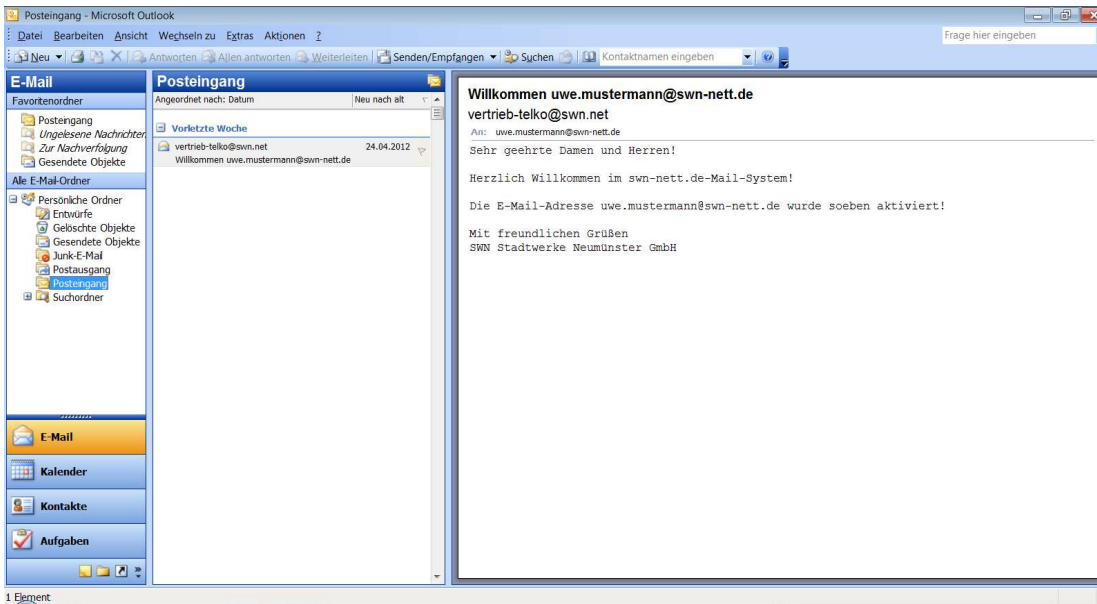 Posteingang - Microsoft Outlook
Datei Bearbeiten Ansicht Wechseln zu Extras Aktionen ?
Frage hier eingeben
Neu Antworten Allen antworten Weiterleiten Senden/Empfangen Suchen Kontaktnamen eingeben
E-Mail
Favoritenordner
Posteingang
Ungelesene Nachrichten
Zur Nachverfolgung
Gesendete Objekte
Alle E-Mail-Ordner
Persönliche Ordner
Entwürfe
Gelöschte Objekte
Gesendete Objekte
Junk-E-Mail
Postausgang
Posteingang
Suchordner
E-Mail
Kalender
Kontakte
Aufgaben
Posteingang
Angeordnet nach: Datum Neu nach alt
Vorletzte Woche
vertrieb-telko@swn.net 24.04.2012
Willkommen uwe.mustermann@swn-nett.de
Willkommen uwe.mustermann@swn-nett.de
vertrieb-telko@swn.net
An: uwe.mustermann@swn-nett.de
Sehr geehrte Damen und Herren!
Herzlich Willkommen im swn-nett.de-Mail-System!
Die E-Mail-Adresse uwe.mustermann@swn-nett.de wurde soeben aktiviert!
Mit freundlichen Grüßen
SWN Stadtwerke Neumünster GmbH
1 Element